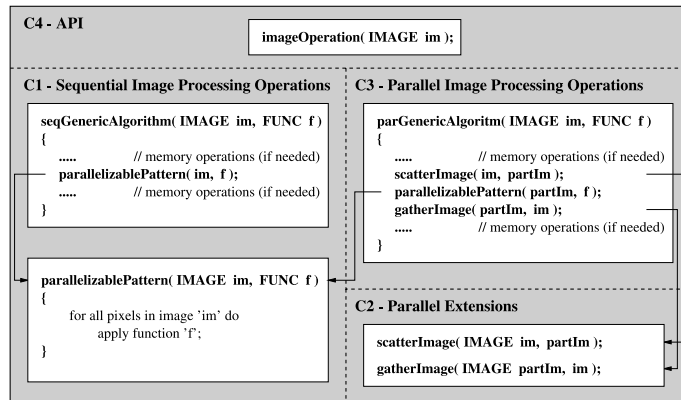 C4 - API
imageOperation( IMAGE im );
C1 - Sequential Image Processing Operations
seqGenericAlgorithm( IMAGE im, FUNC f )
{
..... // memory operations (if needed)
parallelizablePattern( im, f );
..... // memory operations (if needed)
}
parallelizablePattern( IMAGE im, FUNC f )
{
for all pixels in image 'im' do
apply function 'f';
}
C3 - Parallel Image Processing Operations
parGenericAlgoritm( IMAGE im, FUNC f )
{
..... // memory operations (if needed)
scatterImage( im, partIm );
parallelizablePattern( partIm, f );
gatherImage( partIm, im );
..... // memory operations (if needed)
}
C2 - Parallel Extensions
scatterImage( IMAGE im, partIm );
gatherImage( IMAGE partIm, im );